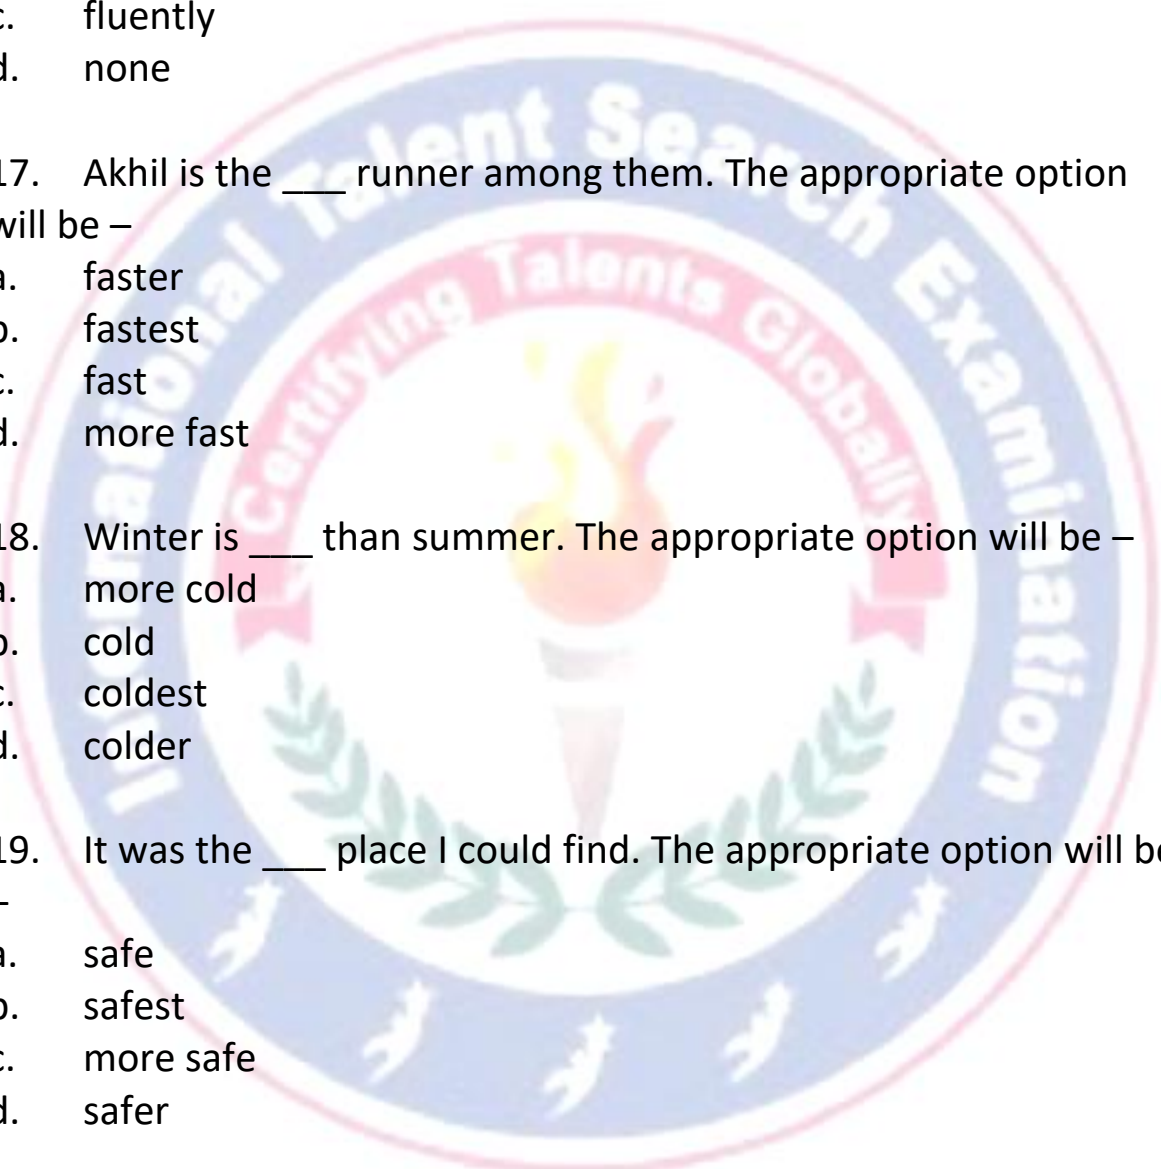 c. fluently
d. none
17. Akhil is the ___ runner among them. The appropriate option
will be –
a. faster
b. fastest
c. fast
d. more fast
18. Winter is ___ than summer. The appropriate option will be –
a. more cold
b. cold
c. coldest
d. colder
19. It was the ___ place I could find. The appropriate option will be
–
a. safe
b. safest
c. more safe
d. safer
International Talent Search Examination
Certifying Talents Globally